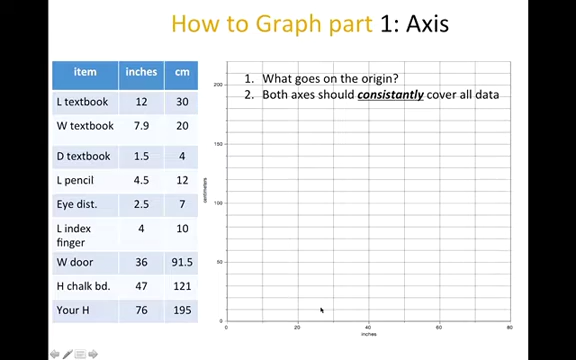 How to Graph part 1: Axis
item inches cm
L textbook 12 30
W textbook 7.9 20
D textbook 1.5 4
L pencil 4.5 12
Eye dist. 2.5 7
L index
finger 4 10
W door 36 91.5
H chalk bd. 47 121
Your H 76 195
1. What goes on the origin?
2. Both axes should consistantly cover all data
200
150
100
50
0
centimeters
0 20 40 60 80
inches